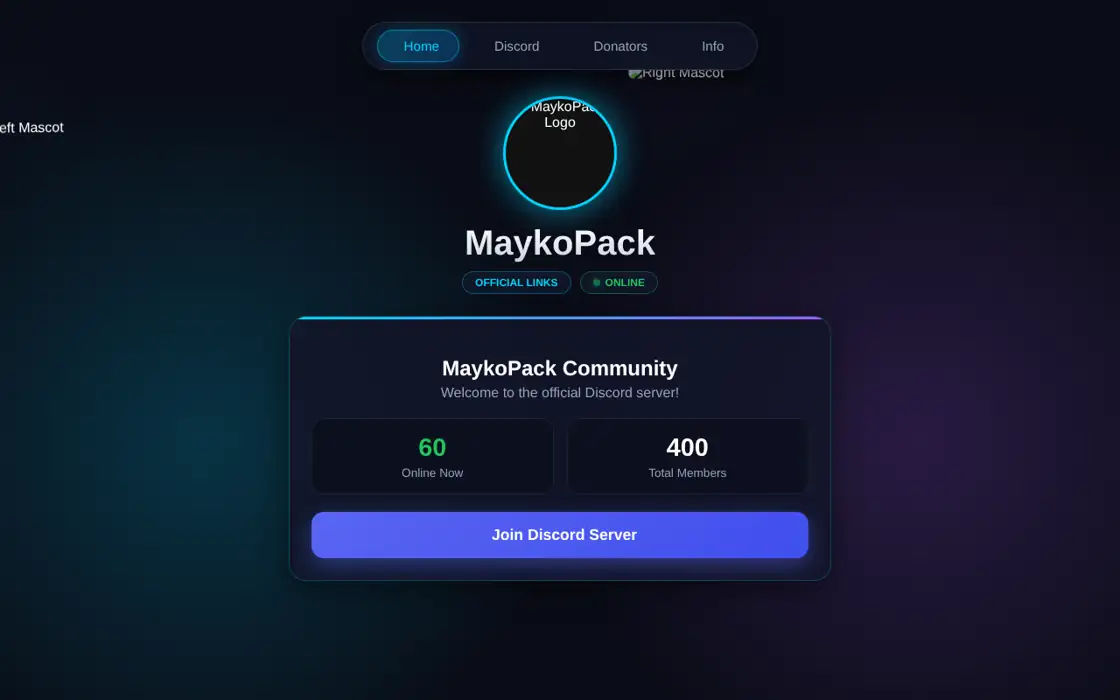 Home
Discord
Donators
Info
Right Mascot
MaykoPac
Logo
eft Mascot
MaykoPack
OFFICIAL LINKS
ONLINE
MaykoPack Community
Welcome to the official Discord server!
60
Online Now
400
Total Members
Join Discord Server